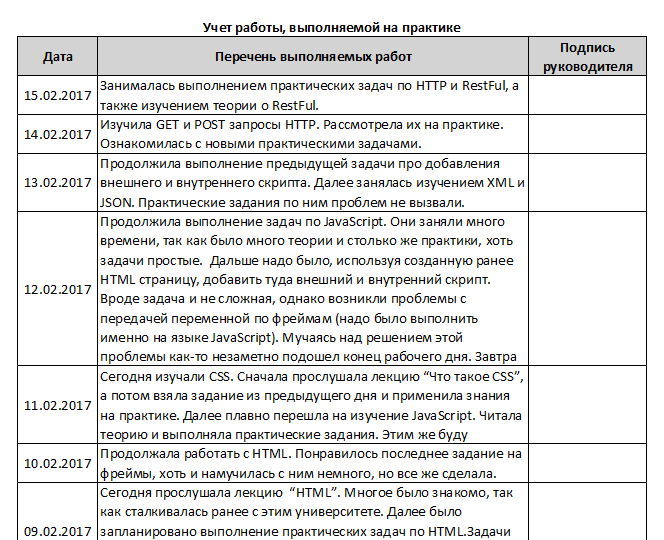 Учет работы, выполняемой на практике
Дата
Перечень выполняемых работ
Подпись
руководителя
15.02.2017
Занималась выполнением практических задач по HTTP и RestFul, а
также изучением теории о RestFul.
14.02.2017
Изучила GET и POST запросы HTTP. Рассмотрела их на практике.
Ознакомилась с новыми практическими задачами.
13.02.2017
Продолжила выполнение предыдущей задачи про добавления
внешнего и внутреннего скрипта. Далее занялась изучением XML и
JSON. Практические задания по ним проблем не вызвали.
12.02.2017
Продолжила выполнение задач по JavaScript. Они заняли много
времени, так как было много теории и столько же практики, хоть
задачи простые. Дальше надо было, используя созданную ранее
HTML страницу, добавить туда внешний и внутренний скрипт.
Вроде задача и не сложная, однако возникли проблемы с
передачей переменной по фреймам (надо было выполнить
именно на языке JavaScript). Мучаясь над решением этой
проблемы как-то незаметно подошел конец рабочего дня. Завтра
11.02.2017
Сегодня изучали CSS. Сначала прослушала лекцию “Что такое CSS”,
а потом взяла задание из предыдущего дня и применила знания
на практике. Далее плавно перешла на изучение JavaScript. Читала
теорию и выполняла практические задания. Этим же буду
10.02.2017
Продолжала работать с HTML. Понравилось последнее задание на
фреймы, хоть и намучилась с ним немного, но все же сделала.
09.02.2017
Сегодня прослушала лекцию “HTML”. Многое было знакомо, так
как сталкивалась ранее с этим университете. Далее было
запланировано выполнение практических задач по HTML.Задачи